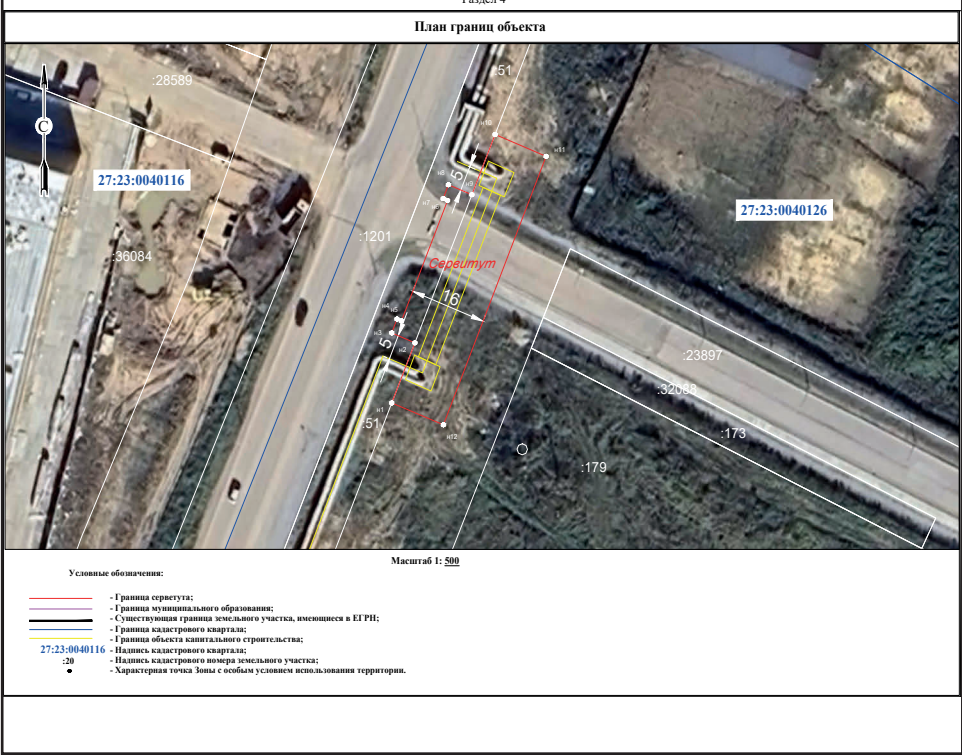 Раздел 4
План границ объекта
:28589
:51
С
н10
н11
27:23:0040116
5
н8
н9
н7
27:23:0040126
:1201
:36084
Сервитут
16
н4
н5
н3
5
н2
:23897
:32088
н1
:51
н12
:173
:179
Масштаб 1: 500
Условные обозначения:
- Граница серветута;
- Граница муниципального образования;
- Существующая граница земельного участка, имеющиеся в ЕГРН;
- Граница кадастрового квартала;
- Граница объекта капитального строительства;
27:23:0040116 - Надпись кадастрового квартала;
:20 - Надпись кадастрового номера земельного участка;
- Характерная точка Зоны с особым условием использования территории.